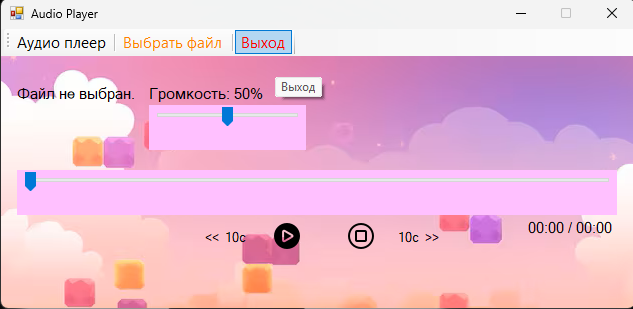 Audio Player
Аудио плеер Выбрать файл Выход
Выход
Файл не выбран. Громкость: 50%
<< 10с 10с >> 00:00 / 00:00